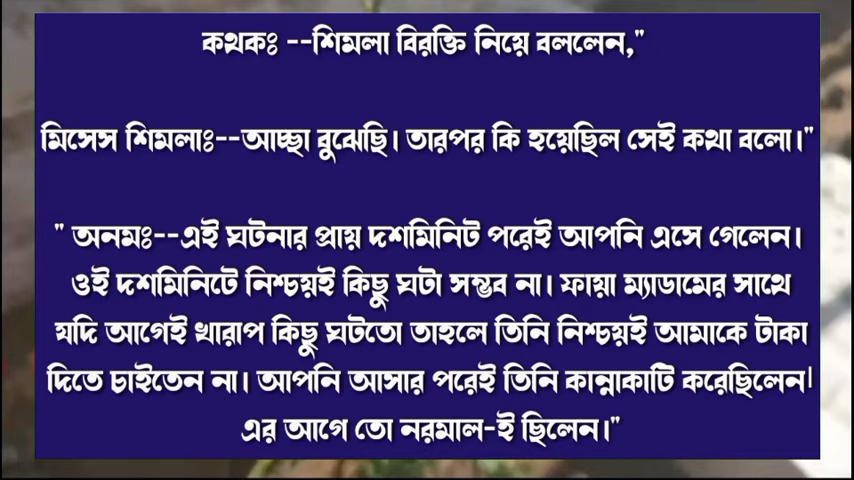 কথকঃ --শিমলা বিরক্তি নিয়ে বললেন,"
মিসেস শিমলাঃ--আচ্ছা বুঝেছি। তারপর কি হয়েছিল সেই কথা বলো।"
" অনমঃ--এই ঘটনার প্রায় দশমিনিট পরেই আপনি এসে গেলেন।
ওই দশমিনিটে নিশ্চয়ই কিছু ঘটা সম্ভব না। ফায়া ম্যাডামের সাথে
যদি আগেই খারাপ কিছু ঘটতো তাহলে তিনি নিশ্চয়ই আমাকে টাকা
দিতে চাইতেন না। আপনি আসার পরেই তিনি কান্নাকাটি করেছিলেন।
এর আগে তো নরমাল-ই ছিলেন।"